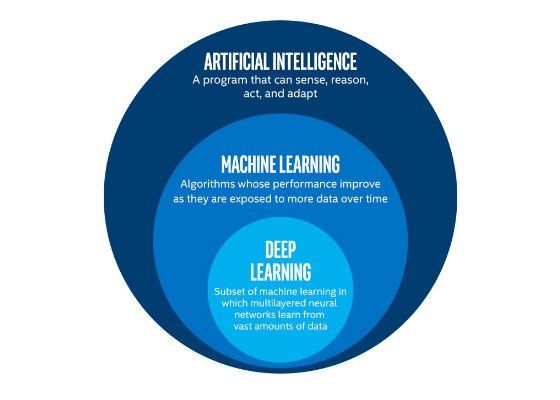 ARTIFICIAL INTELLIGENCE
A program that can sense, reason,
act, and adapt
MACHINE LEARNING
Algorithms whose performance improve
as they are exposed to more data over time
DEEP
LEARNING
Subset of machine learning in
which multilayered neural
networks learn from
vast amounts of data